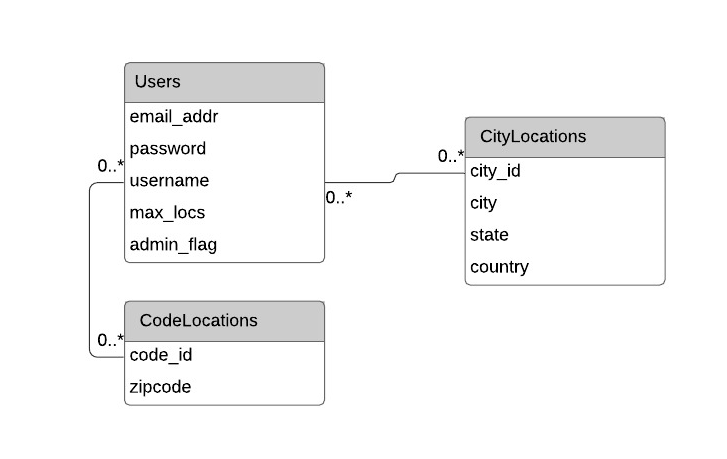 Users
email_addr
password
username
max_locs
admin_flag
0..*
0..*
0..*
CityLocations
city_id
city
state
country
0..*
CodeLocations
code_id
zipcode